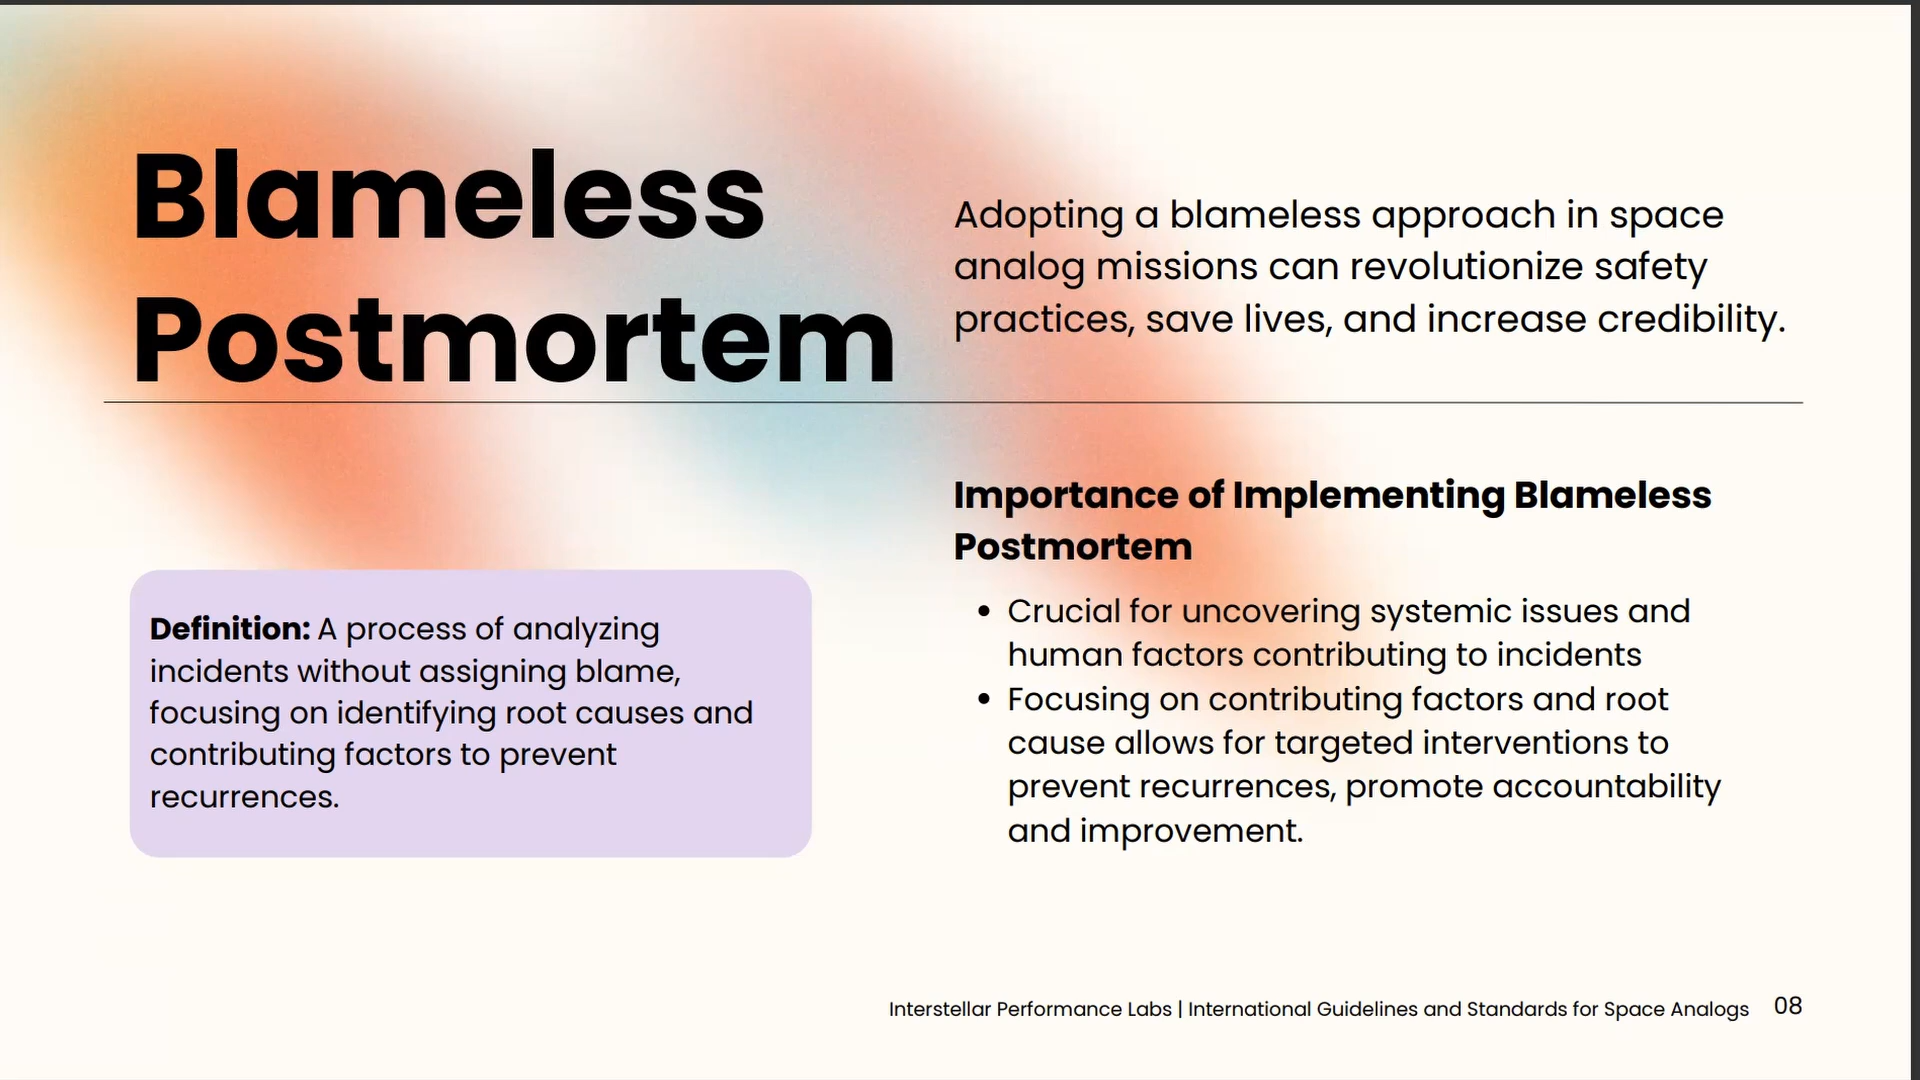 Blameless
Postmortem
Adopting a blameless approach in space
analog missions can revolutionize safety
practices, save lives, and increase credibility.
Definition: A process of analyzing
incidents without assigning blame,
focusing on identifying root causes and
contributing factors to prevent
recurrences.
Importance of Implementing Blameless
Postmortem
• Crucial for uncovering systemic issues and
human factors contributing to incidents
• Focusing on contributing factors and root
cause allows for targeted interventions to
prevent recurrences, promote accountability
and improvement.
Interstellar Performance Labs | International Guidelines and Standards for Space Analogs 08